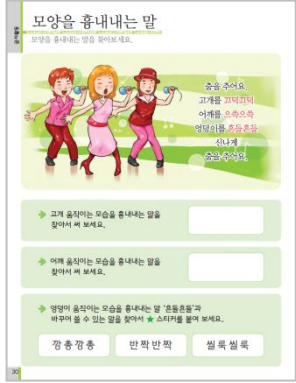 모양을 흉내내는 말
모양을 흉내내는 말을 찾아보세요.
춤을 추어요.
고개를 끄덕끄덕
어깨를 으쓱으쓱
엉덩이를 흔들흔들
신나게
춤을 추어요.
고개 움직이는 모습을 흉내내는 말을
찾아서 써 보세요.
어깨 움직이는 모습을 흉내내는 말을
찾아서 써 보세요.
엉덩이 움직이는 모습을 흉내내는 말 '흔들흔들'과
바꾸어 쓸 수 있는 말을 찾아서 ★ 스티커를 붙여 보세요.
깡총깡총
반짝반짝
씰룩씰룩